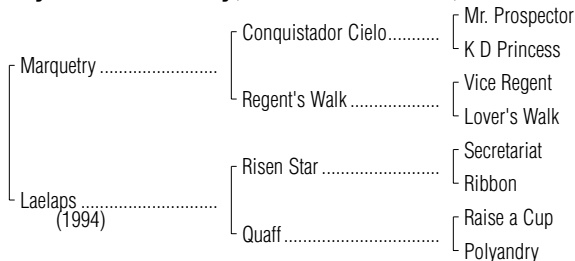 Mr. Prospector
Conquistador Cielo...........
K D Princess
Marquetry .........................
Vice Regent
Regent's Walk ...................
Lover's Walk
Secretariat
Risen Star .........................
Ribbon
Laelaps .............................
(1994)
Raise a Cup
Quaff.................................
Polyandry